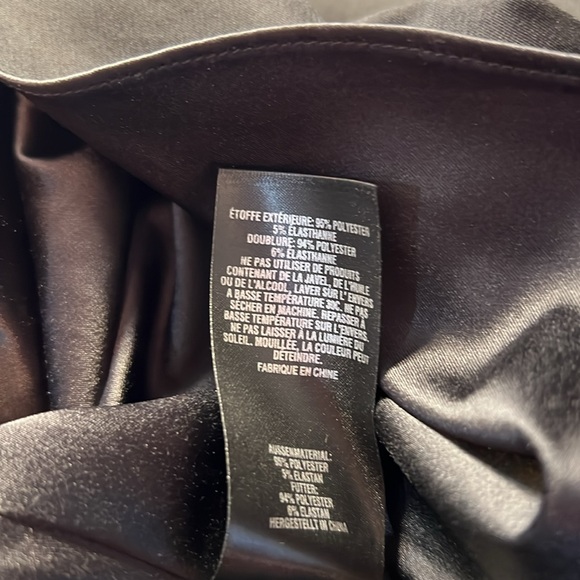 ÉTOFFE EXTÉRIEURE: 95% POLYESTER
5% ÉLASTHANNE
DOUBLURE: 94% POLYESTER
6% ÉLASTHANNE
NE PAS UTILISER DE PRODUITS
CONTENANT DE LA JAVEL, DE L'HUILE
OU DE L'ALCOOL, LAVER SUR L'ENVERS
A BASSE TEMPÉRATURE 30C. NE PAS
SÉCHER EN MACHINE. REPASSER À
BASSE TEMPÉRATURE SUR L'ENVERS.
NE PAS LAISSER À LA LUMIÈRE DU
SOLEIL. MOUILLÉE, LA COULEUR PEUT
DÉTEINDRE.
FABRIQUE EN CHINE
AUSSENMATERIAL:
95% POLYESTER
5% ELASTAN
FUTTER:
94% POLYESTER
6% ELASTAN
HERGESTELLT IN CHINA